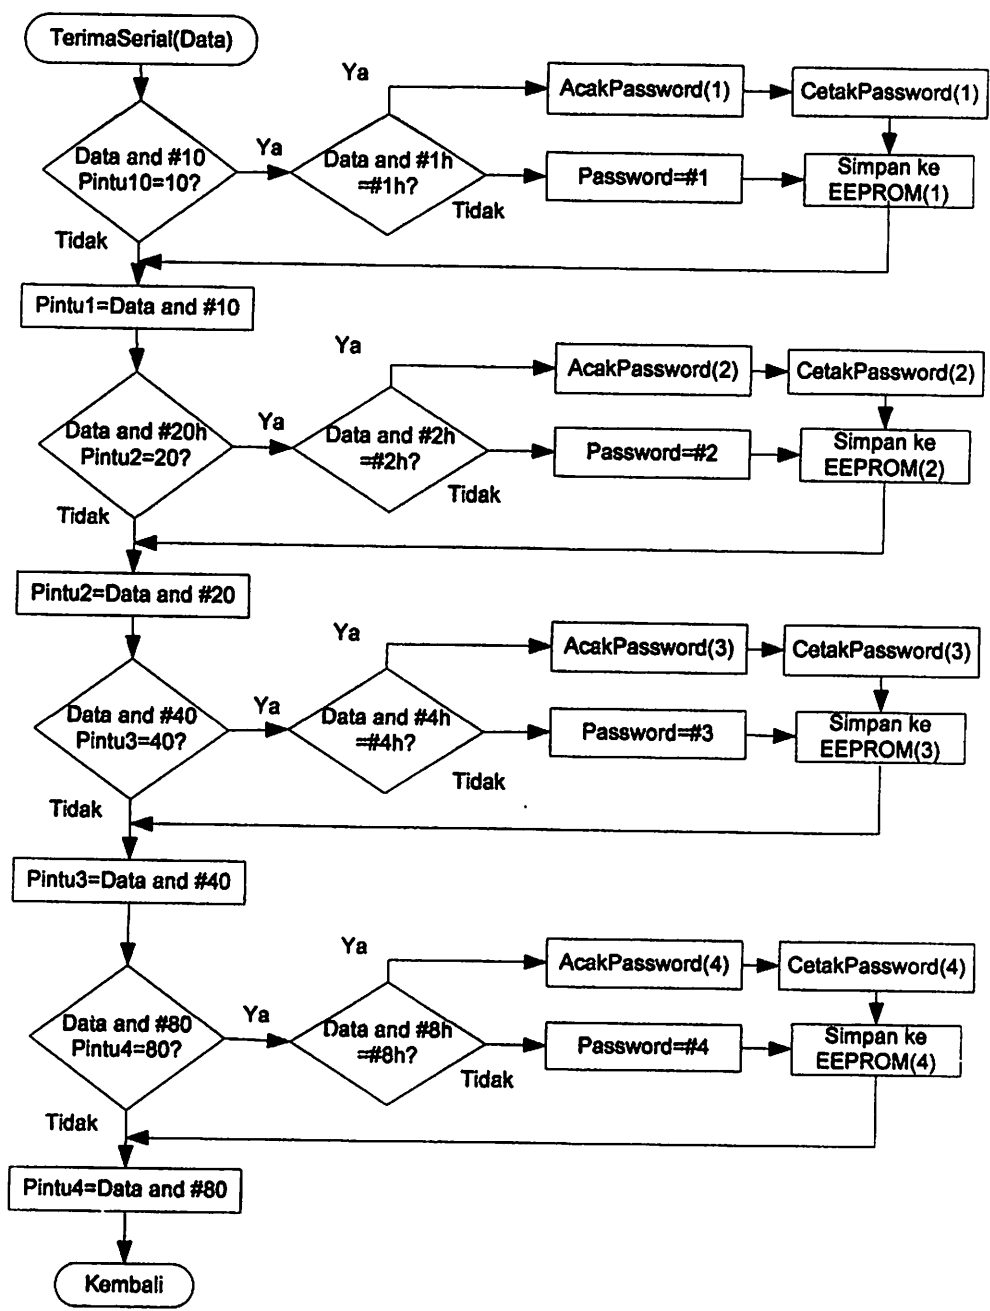 TerimaSerial(Data)
Ya
AcakPassword(1)
CetakPassword(1)
Data and #10
Pintu10=10?
Ya
Data and #1h
=#1h?
Password=#1
Simpan ke
EEPROM(1)
Tidak
Tidak
Pintu1=Data and #10
Ya
AcakPassword(2)
CetakPassword(2)
Data and #20h
Pintu2=20?
Ya
Data and #2h
=#2h?
Password=#2
Simpan ke
EEPROM(2)
Tidak
Tidak
Pintu2=Data and #20
Ya
AcakPassword(3)
CetakPassword(3)
Data and #40
Pintu3=40?
Ya
Data and #4h
=#4h?
Password=#3
Simpan ke
EEPROM(3)
Tidak
Tidak
Pintu3=Data and #40
Ya
AcakPassword(4)
CetakPassword(4)
Data and #80
Pintu4=80?
Ya
Data and #8h
=#8h?
Password=#4
Simpan ke
EEPROM(4)
Tidak
Tidak
Pintu4=Data and #80
Kembali